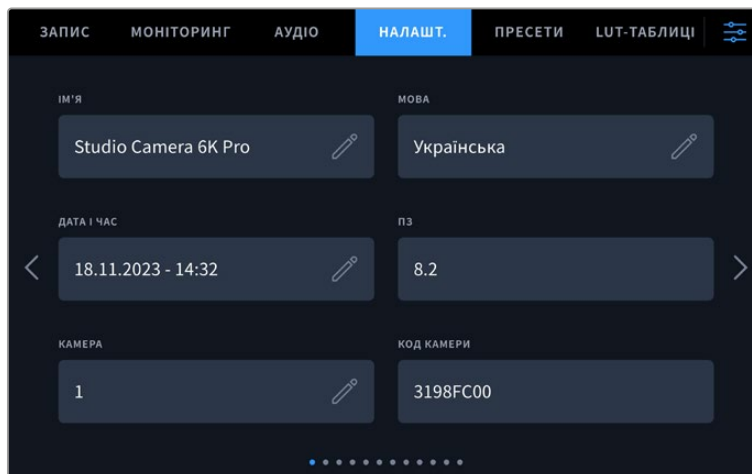 ЗАПИС МОНІТОРИНГ АУДІО НАЛАШТ. ПРЕСЕТИ LUT-ТАБЛИЦІ
ІМ'Я МОВА
Studio Camera 6K Pro Українська
ДАТА І ЧАС ПЗ
18.11.2023 - 14:32 8.2
КАМЕРА КОД КАМЕРИ
1 3198FC00